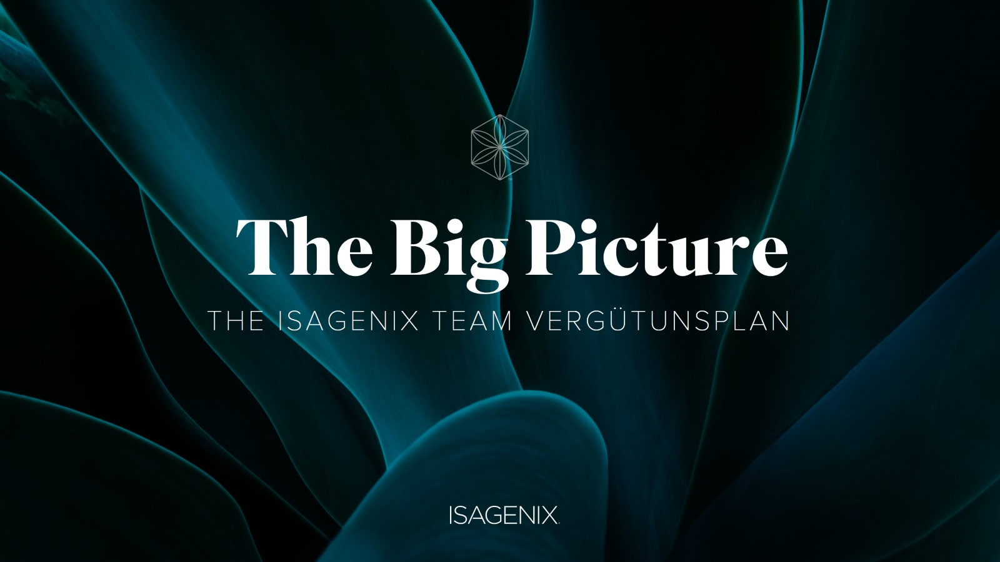 The Big Picture
THE ISAGENIX TEAM VERGÜTUNSPLAN
ISAGENIX